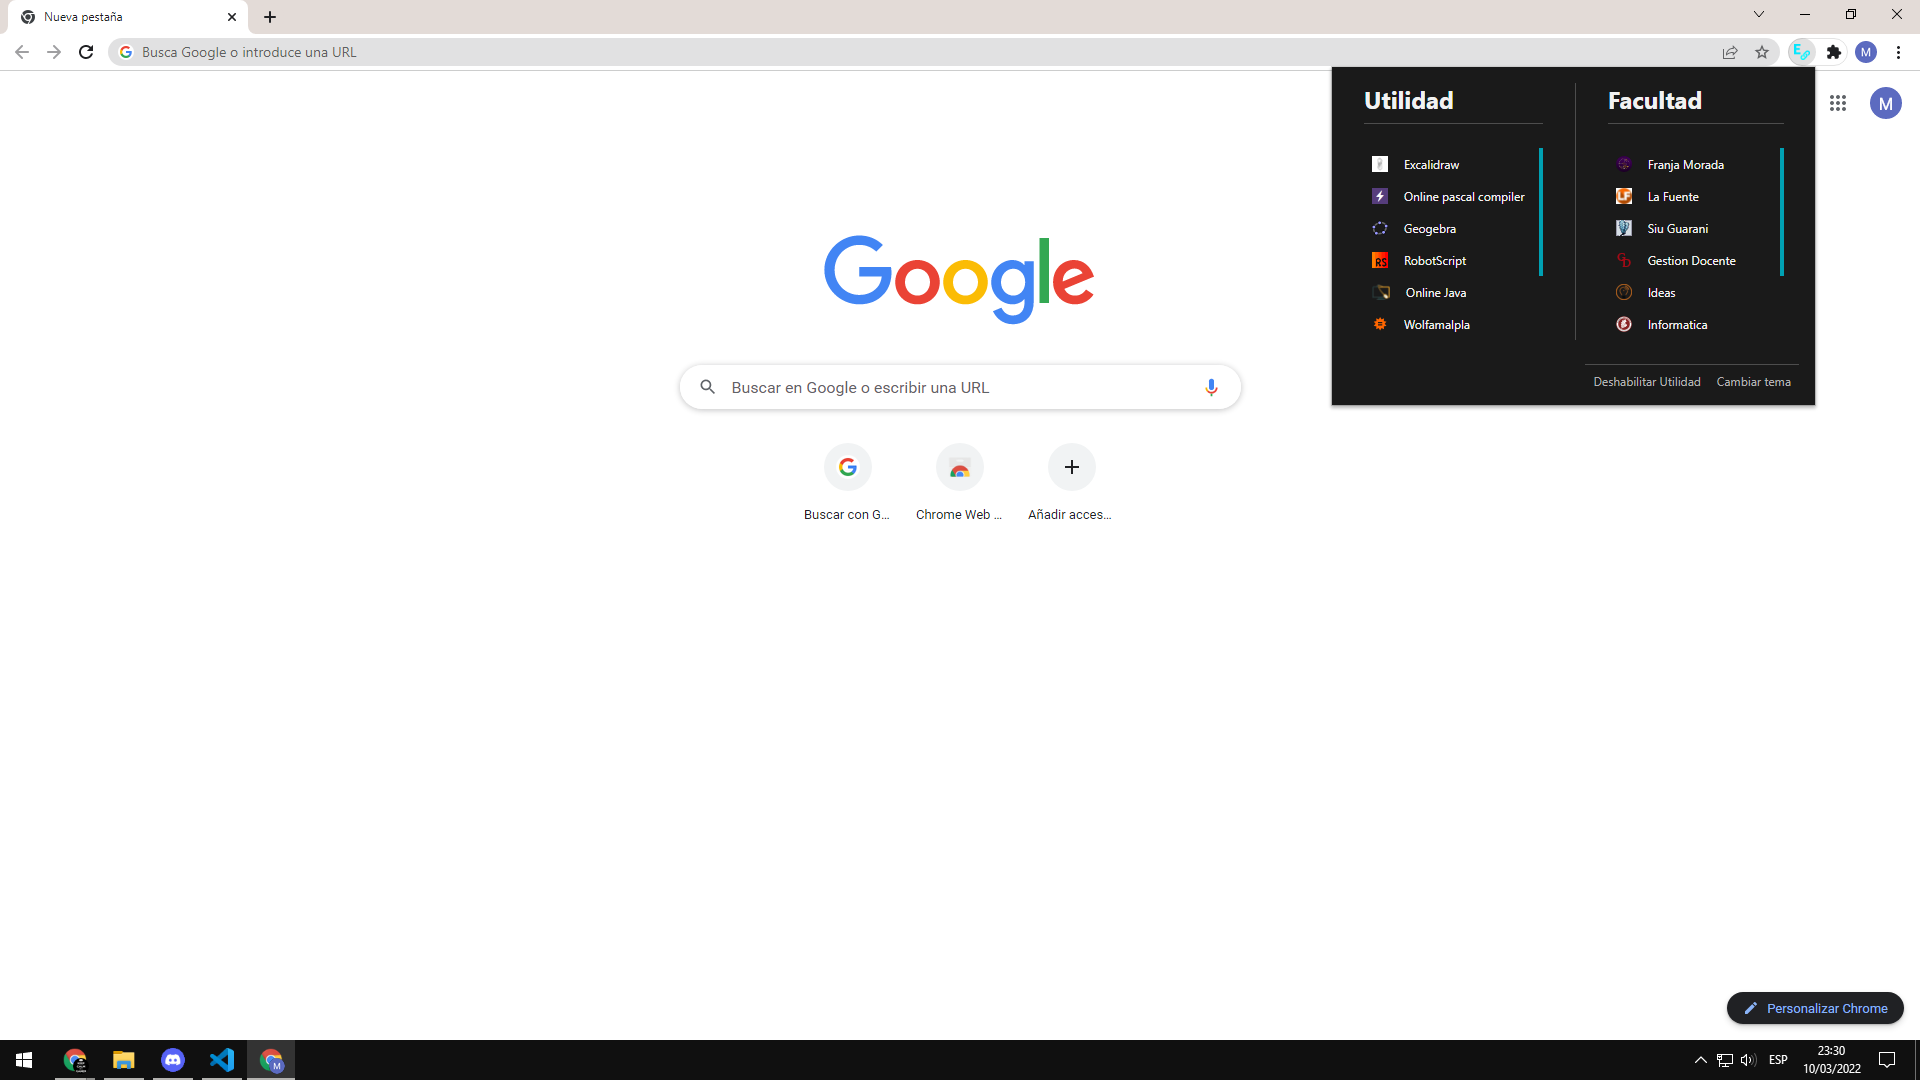 Nueva pestaña
Busca Google o introduce una URL
M
M
Utilidad
Excalidraw
Online pascal compiler
Geogebra
RS
RobotScript
Online Java
Wolfamalpla
Facultad
Franja Morada
LF
La Fuente
Siu Guarani
Gestion Docente
Ideas
Informatica
Deshabilitar Utilidad
Cambiar tema
Google
Buscar en Google o escribir una URL
Buscar con G...
Chrome Web ...
Añadir acces...
Personalizar Chrome
M
ESP
23:30
10/03/2022